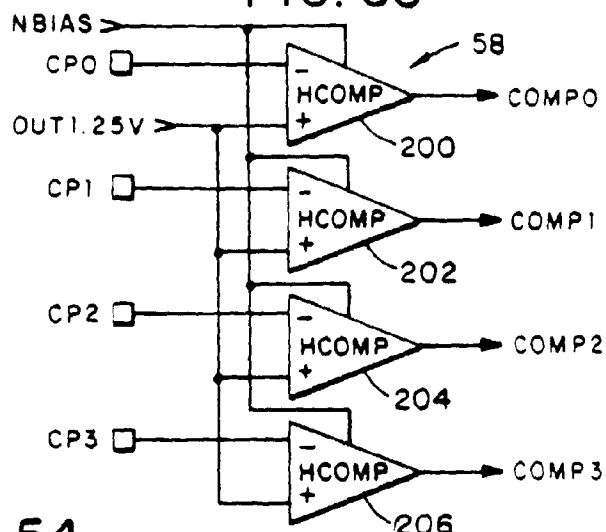 NBIAS
58
CP0
−
HCOMP
COMP0
OUT1.25V
+
200
CP1
−
HCOMP
COMP1
+
202
CP2
−
HCOMP
COMP2
+
204
CP3
−
HCOMP
COMP3
+
206